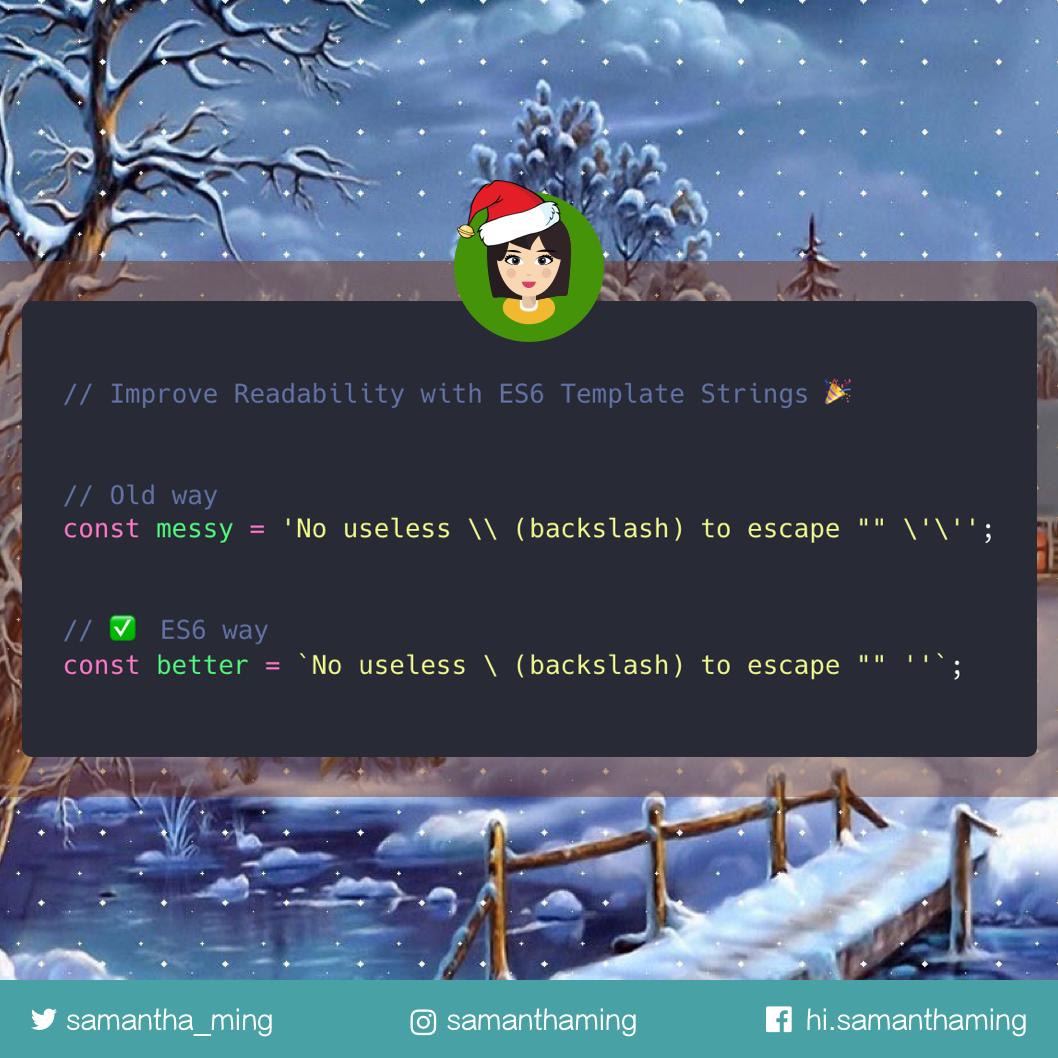 // Improve Readability with ES6 Template Strings 🎉
// Old way
const messy = 'No useless \\ (backslash) to escape "" \'\'';
// ✅ ES6 way
const better = `No useless \ (backslash) to escape "" ''`;
samantha_ming
samanthaming
hi.samanthaming